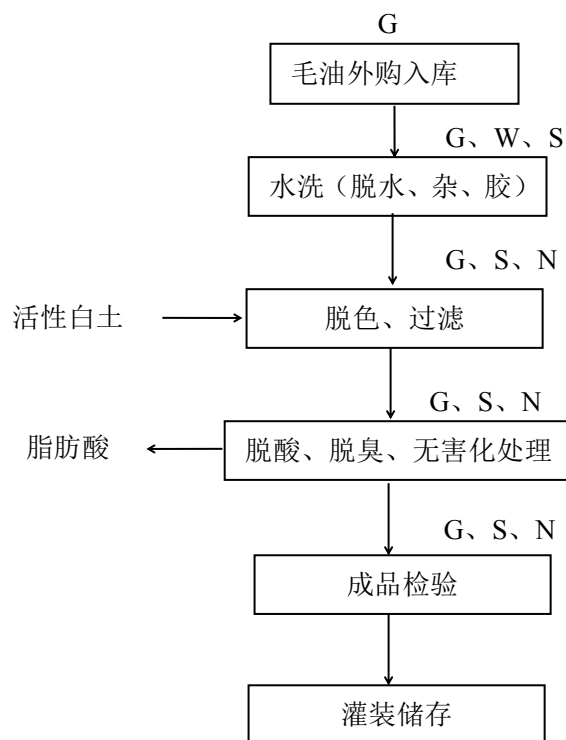 G
毛油外购入库
G、W、S
水洗（脱水、杂、胶）
G、S、N
活性白土
脱色、过滤
G、S、N
脂肪酸
脱酸、脱臭、无害化处理
G、S、N
成品检验
灌装储存